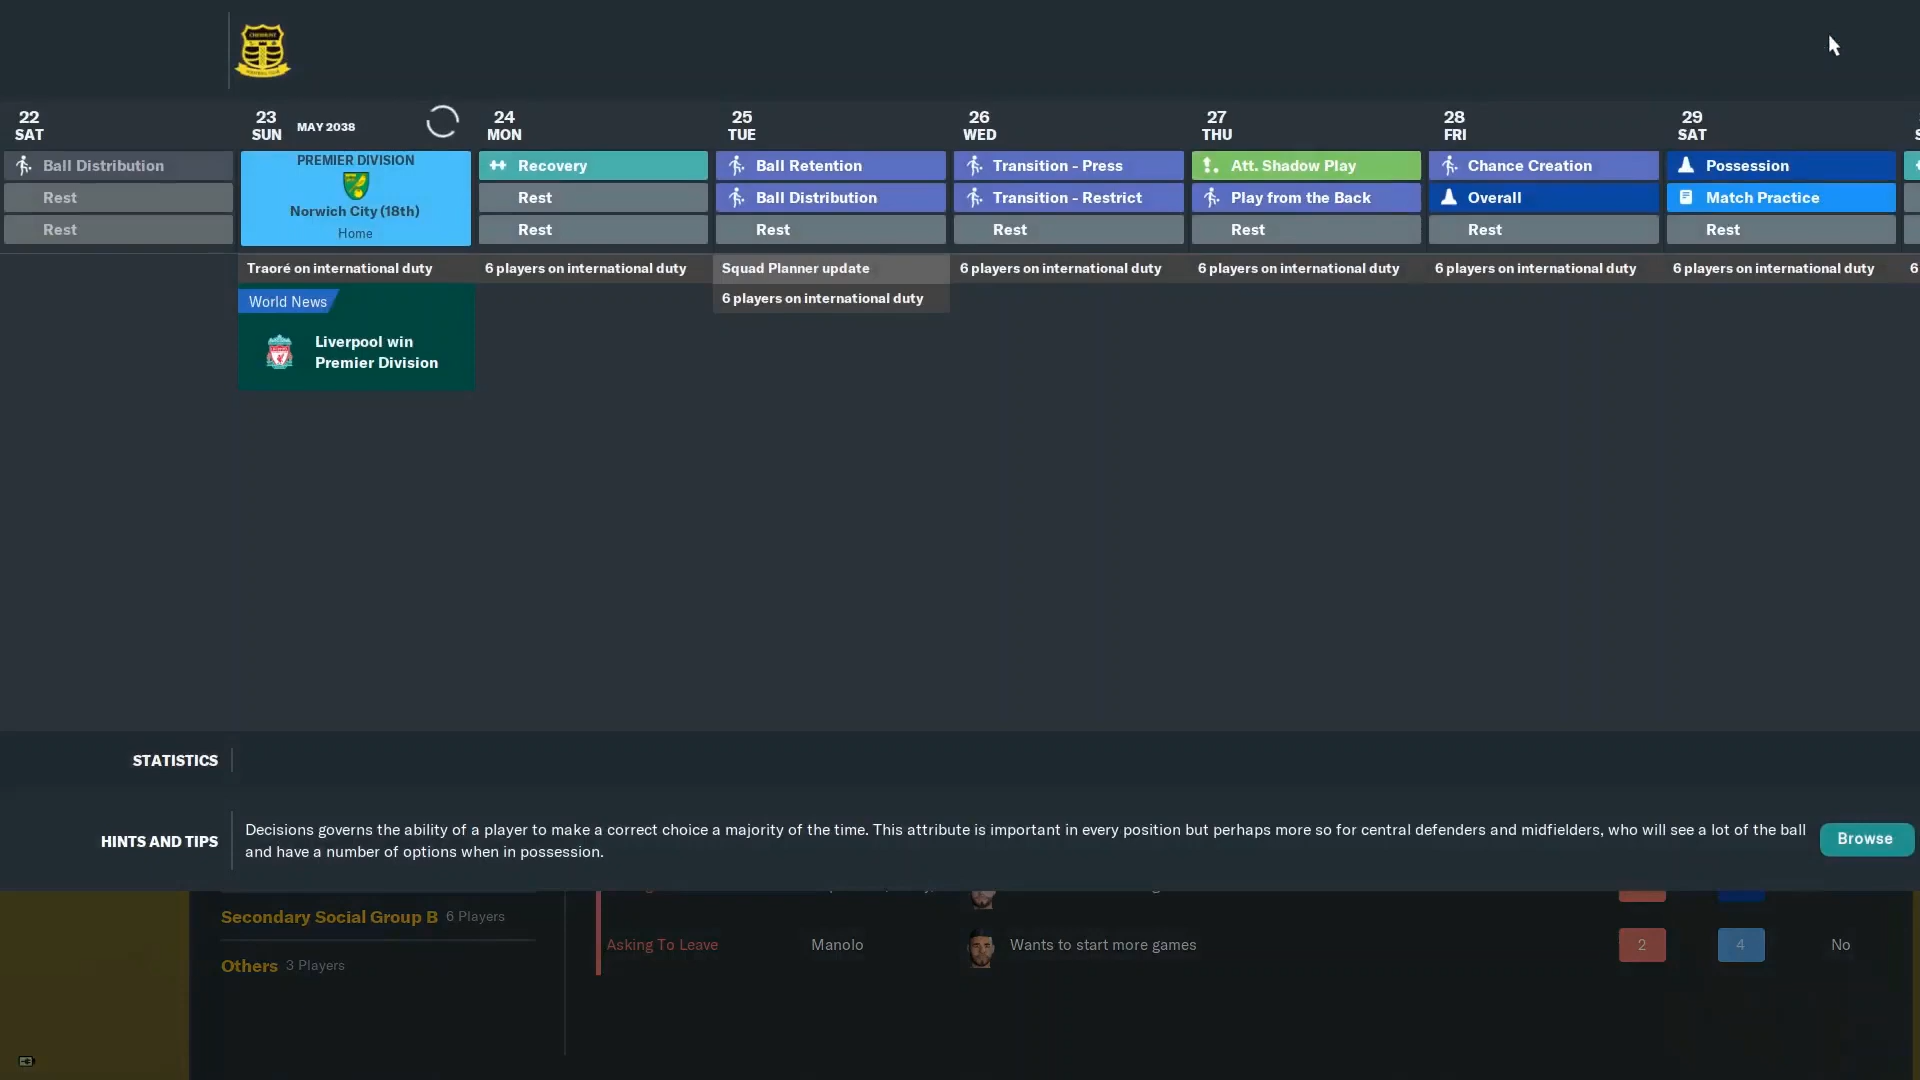 22
SAT
23
SUN MAY 2038
24
MON
25
TUE
26
WED
27
THU
28
FRI
29
SAT
S
Ball Distribution
Rest
Rest
PREMIER DIVISION
Norwich City (18th)
Home
Recovery
Rest
Rest
Ball Retention
Ball Distribution
Rest
Transition - Press
Transition - Restrict
Rest
Att. Shadow Play
Play from the Back
Rest
Chance Creation
Overall
Rest
Possession
Match Practice
Rest
Traoré on international duty
6 players on international duty
Squad Planner update
6 players on international duty
6 players on international duty
6 players on international duty
6 players on international duty
6 players on international duty
6
World News
Liverpool win
Premier Division
STATISTICS
HINTS AND TIPS
Decisions governs the ability of a player to make a correct choice a majority of the time. This attribute is important in every position but perhaps more so for central defenders and midfielders, who will see a lot of the ball
and have a number of options when in possession.
Browse
Secondary Social Group B 6 Players
Others 3 Players
Asking To Leave Manolo Wants to start more games 2 4 No